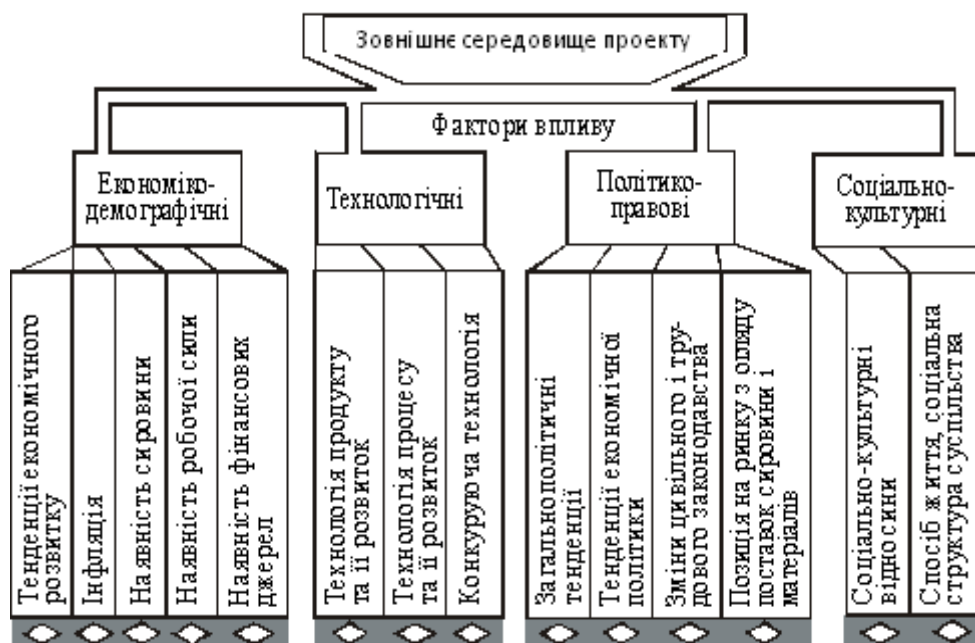 Зовнішнє середовище проекту
Фактори впливу
Економіко-
демографічні
Технологічні
Політико-
правові
Соціально-
культурні
Тенденції економічного
розвитку
Інфляція
Наявність сировини
Наявність робочої сили
Наявність фінансових
джерел
Технологія продукту
та її розвиток
Технологія процесу
та її розвиток
Конкуруюча технологія
Загальнополітичні
тенденції
Тенденції економічної
політики
Зміни цивільного і тру-
дового законодавства
Позиція на ринку з огляду
поставок сировини і
матеріалів
Соціально-культурні
відносини
Спосіб життя, соціальна
структура суспільства